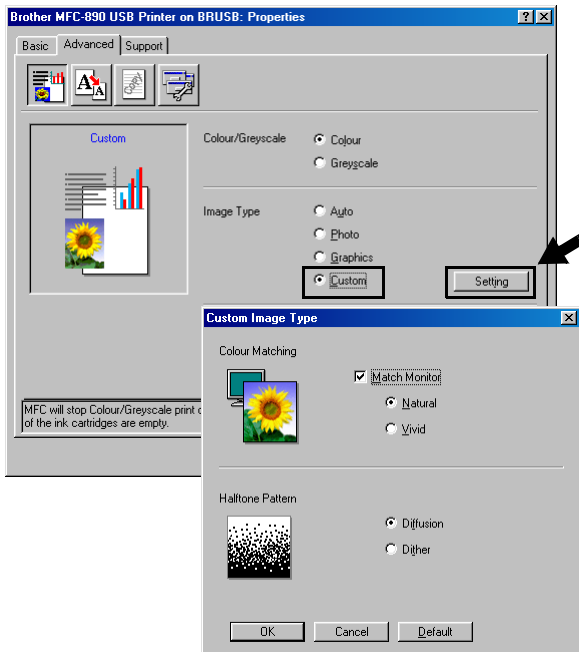 Brother MFC-890 USB Printer on BRUSB: Properties
Basic Advanced Support
Custom
Colour/Greyscale
Colour
Greyscale
Image Type
Auto
Photo
Graphics
Custom
Setting
MFC will stop Colour/Greyscale print
of the ink cartridges are empty.
Custom Image Type
Colour Matching
Match Monitor
Natural
Vivid
Halftone Pattern
Diffusion
Dither
OK Cancel Default